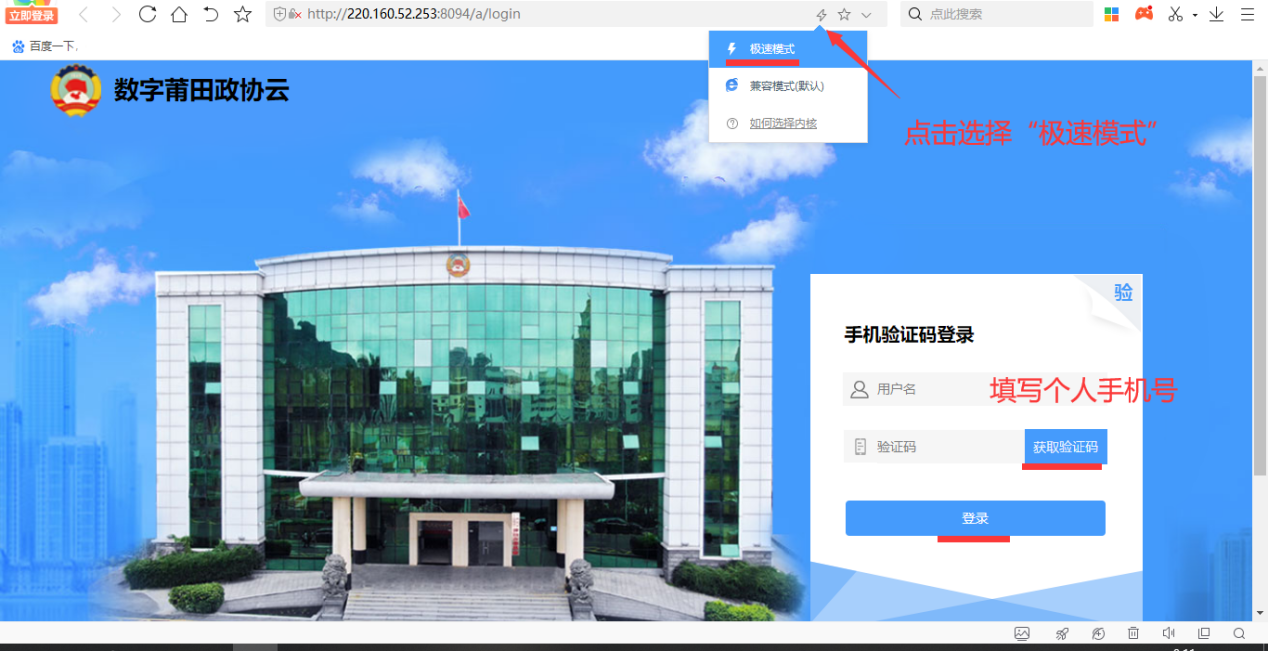 立即登录
http://220.160.52.253:8094/a/login
点此搜索
百度一下,
极速模式
兼容模式(默认)
如何选择内核
点击选择“极速模式”
数字莆田政协云
验
手机验证码登录
用户名
填写个人手机号
验证码
获取验证码
登录